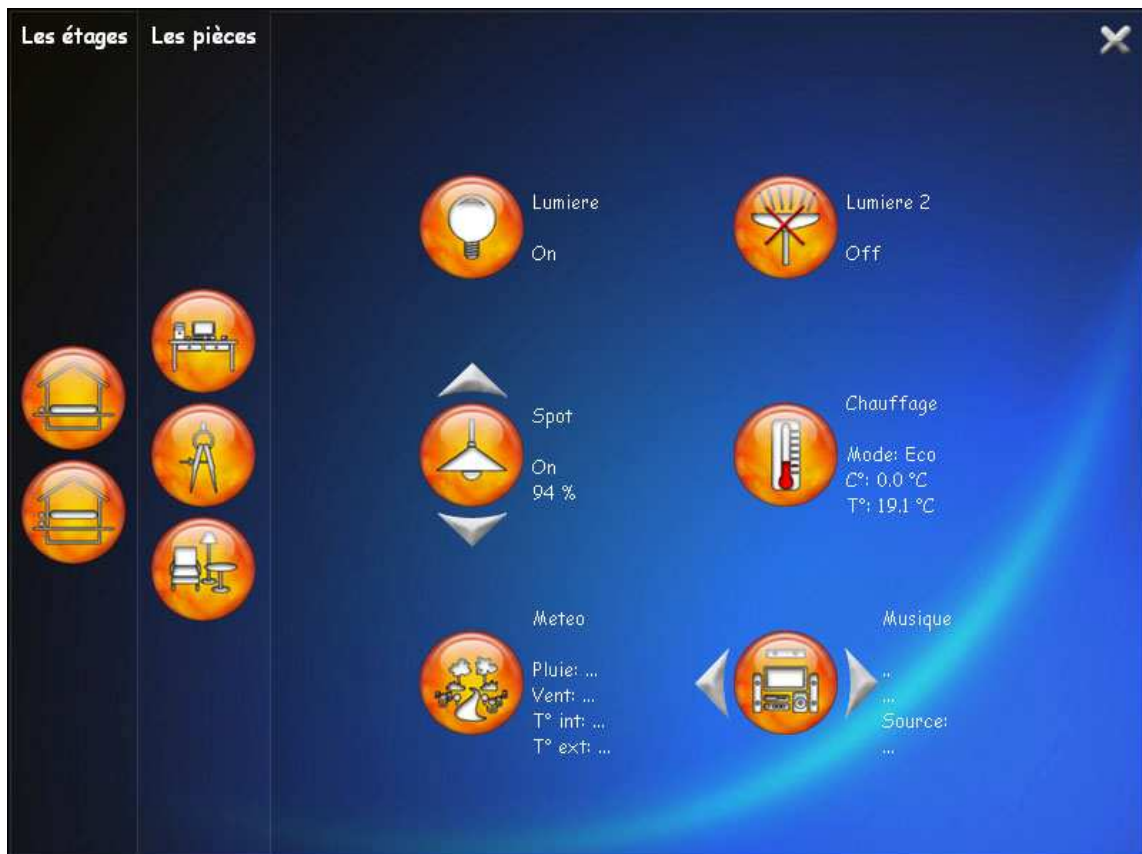 Les étages
Les pièces
Lumiere
On
Lumiere 2
Off
Spot
On
94 %
Chauffage
Mode: Eco
C°: 0.0 °C
T°: 19.1 °C
Meteo
Pluie: ...
Vent: ...
T° int: ...
T° ext: ...
Musique
..
...
Source:
...